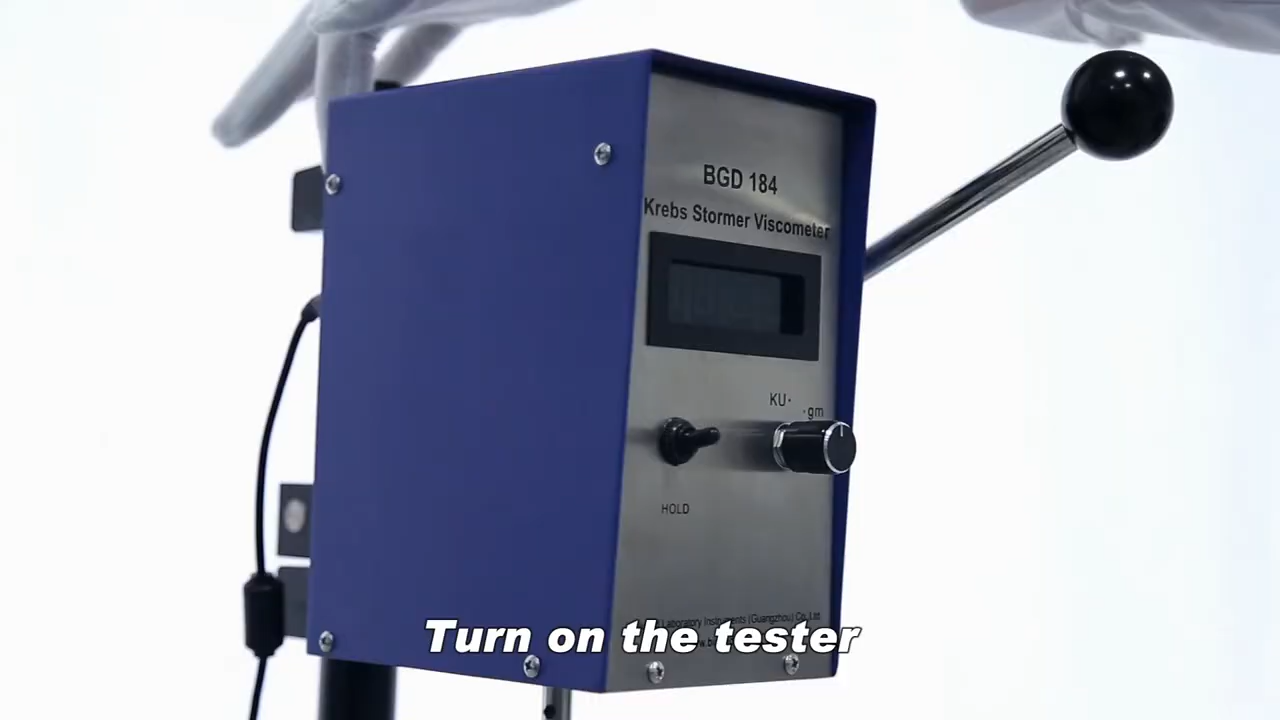 BGD 184
Krebs Stormer Viscometer
KU·
·gm
HOLD
Laboratory Instruments (Guangzhou) Co.,Ltd
Turn on the tester